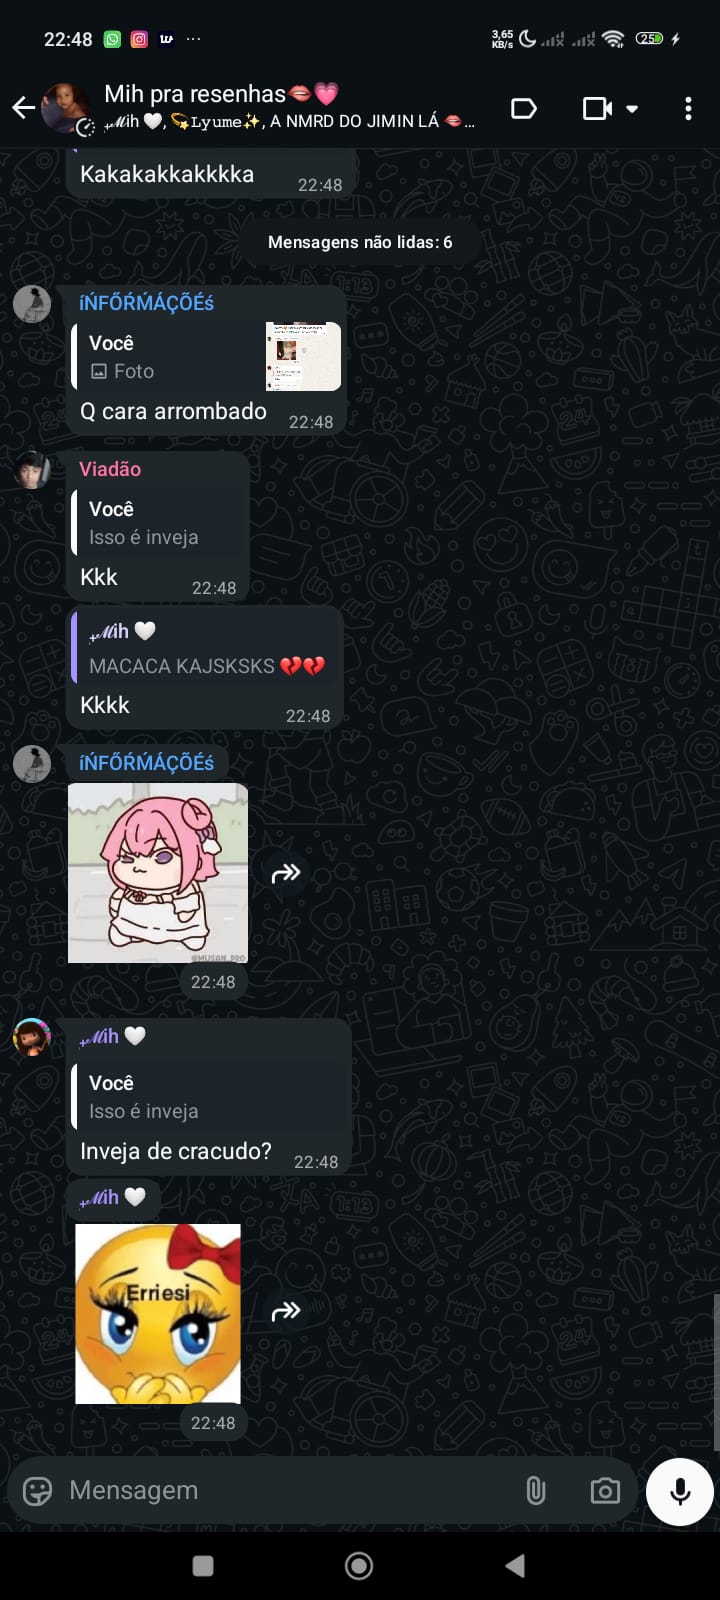 22:48
3,65
KB/s
25
Mih pra resenhas👄💗
₊ℳih 🤍, 💫Lyume✨, A NMRD DO JIMIN LÁ 👄...
Kakakakkakkkka
22:48
Mensagens não lidas: 6
íŃFŐŔḾÁÇÕÉś
Você
Foto
Q cara arrombado
22:48
Viadão
Você
Isso é inveja
Kkk
22:48
₊ℳih 🤍
MACACA KAJSKSKS 💔💔
Kkkk
22:48
íŃFŐŔḾÁÇÕÉś
@MUSAN_PRO
22:48
₊ℳih 🤍
Você
Isso é inveja
Inveja de cracudo?
22:48
₊ℳih 🤍
Erriesi
22:48
Mensagem